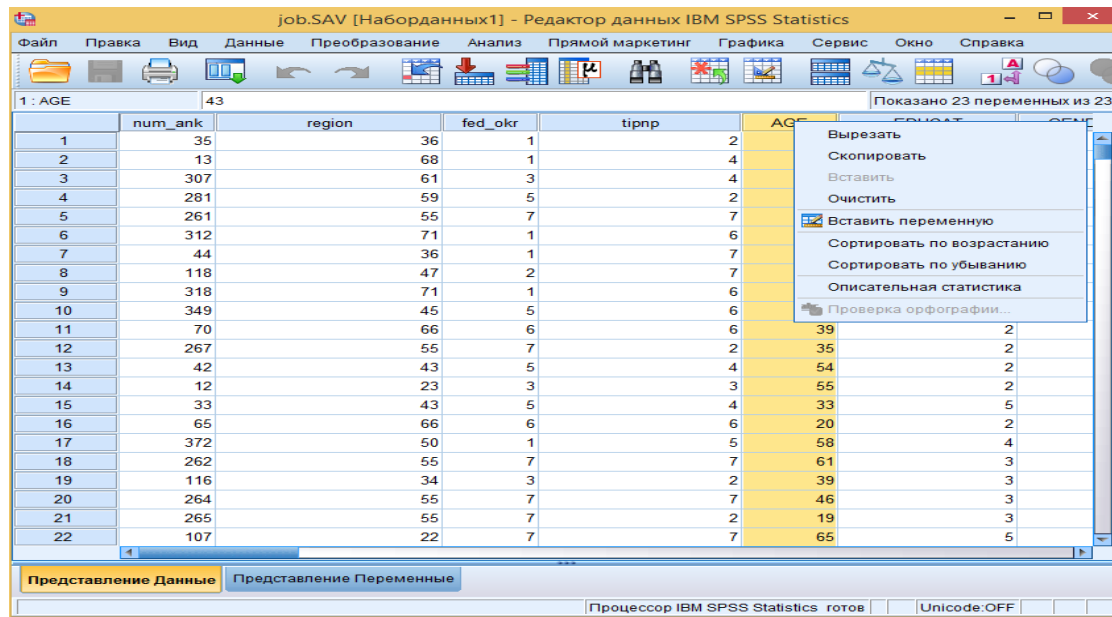 job.SAV [Наборданных1] - Редактор данных IBM SPSS Statistics
Файл Правка Вид Данные Преобразование Анализ Прямой маркетинг Графика Сервис Окно Справка
1 : AGE 43 Показано 23 переменных из 23
num_ank region fed_okr tipnp
1 35 36 1 2
2 13 68 1 4
3 307 61 3 4
4 281 59 5 2
5 261 55 7 7
6 312 71 1 6
7 44 36 1 7
8 118 47 2 7
9 318 71 1 6
10 349 45 5 6
11 70 66 6 6 39 2
12 267 55 7 2 35 2
13 42 43 5 4 54 2
14 12 23 3 3 55 2
15 33 43 5 4 33 5
16 65 66 6 6 20 2
17 372 50 1 5 58 4
18 262 55 7 7 61 3
19 116 34 3 2 39 3
20 264 55 7 7 46 3
21 265 55 7 2 19 3
22 107 22 7 7 65 5
Вырезать
Скопировать
Вставить
Очистить
Вставить переменную
Сортировать по возрастанию
Сортировать по убыванию
Описательная статистика
Проверка орфографии...
Представление Данные Представление Переменные
Процессор IBM SPSS Statistics готов Unicode:OFF